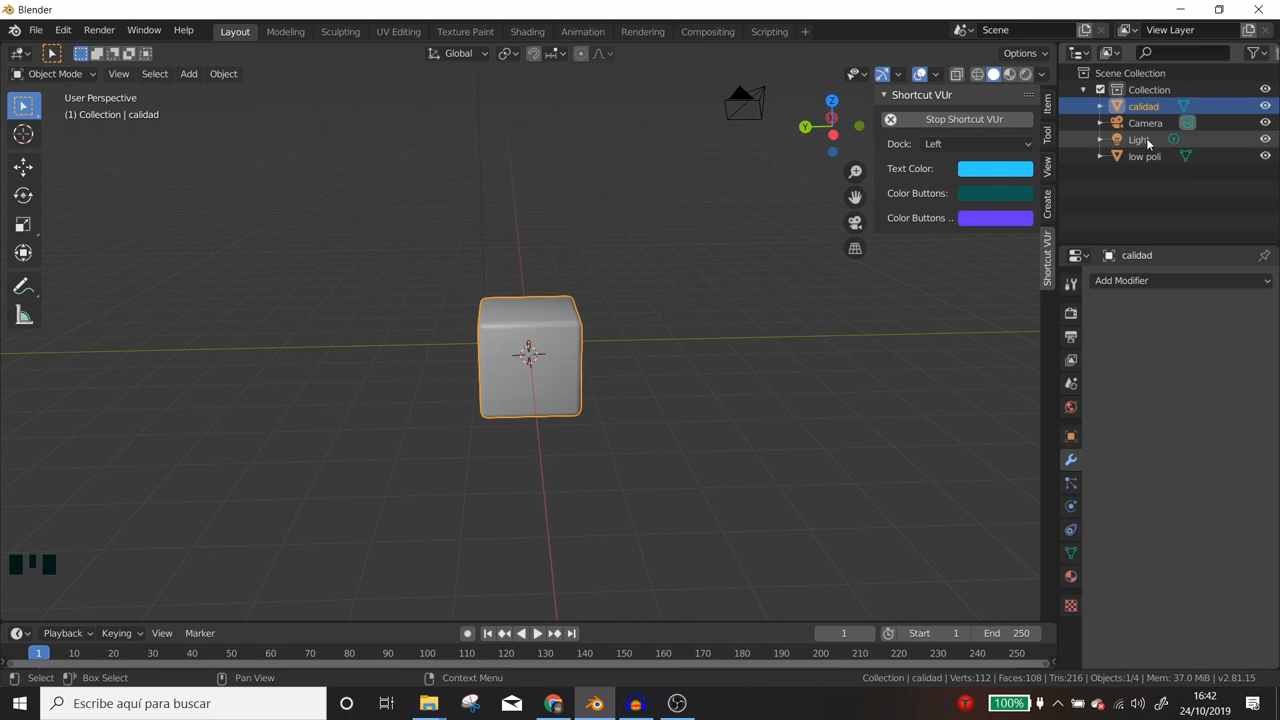 Blender
File Edit Render Window Help Layout Modeling Sculpting UV Editing Texture Paint Shading Animation Rendering Compositing Scripting + Scene View Layer
Global Options
Object Mode View Select Add Object
User Perspective
(1) Collection | calidad
Z
Y
Shortcut VUr
Stop Shortcut VUr
Dock: Left
Text Color:
Color Buttons:
Color Buttons ..
Item
Tool
View
Create
Shortcut VUr
Scene Collection
Collection
calidad
Camera
Light
low poli
calidad
Add Modifier
Playback Keying View Marker 1 Start 1 End 250
1 10 20 30 40 50 60 70 80 90 100 110 120 130 140 150 160 170 180 190 200 210 220 230 240 250
Select Box Select Pan View Context Menu Collection | calidad | Verts:112 | Faces:108 | Tris:216 | Objects:1/4 | Mem: 37.0 MiB | v2.81.15
Escribe aquí para buscar 100% 16:42
24/10/2019